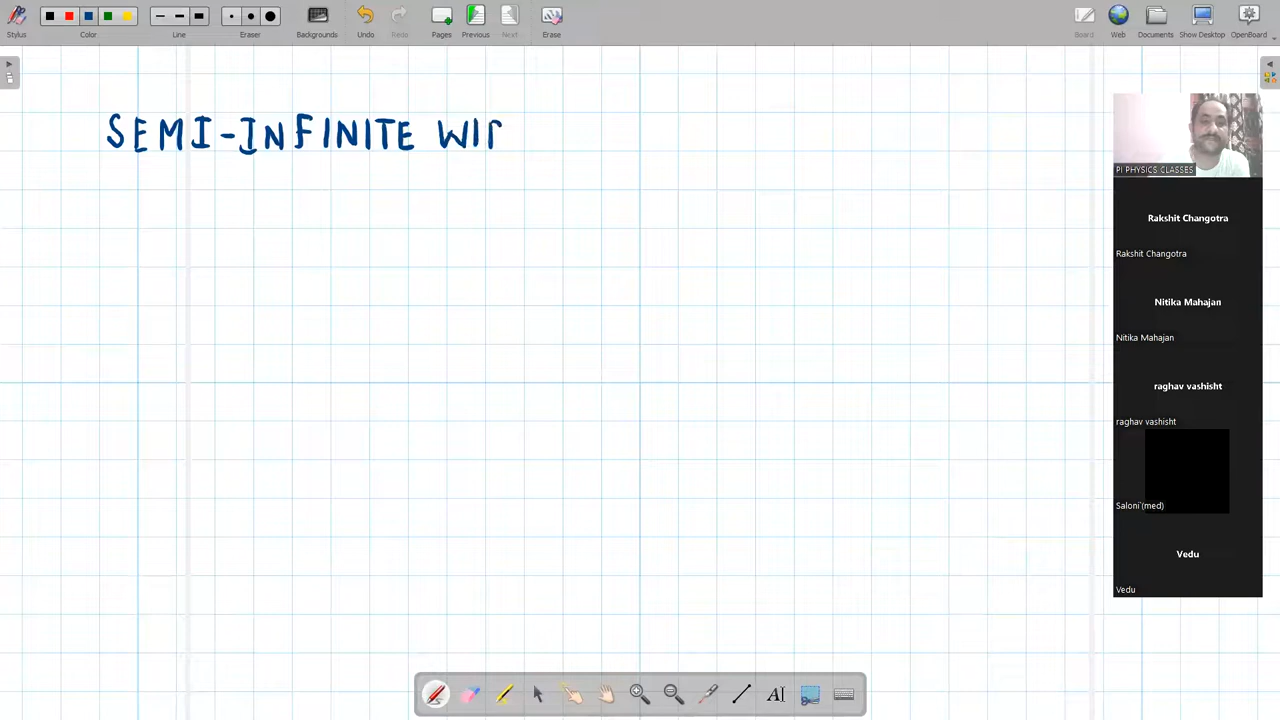 Stylus
Color
Line
Eraser
Backgrounds
Undo
Redo
Pages
Previous
Next
Erase
Board
Web
Documents
Show Desktop
OpenBoard
SEMI-INFINITE WIR
PI PHYSICS CLASSES
Rakshit Changotra
Rakshit Changotra
Nitika Mahajan
Nitika Mahajan
raghav vashisht
raghav vashisht
Saloni (med)
Vedu
Vedu
AI